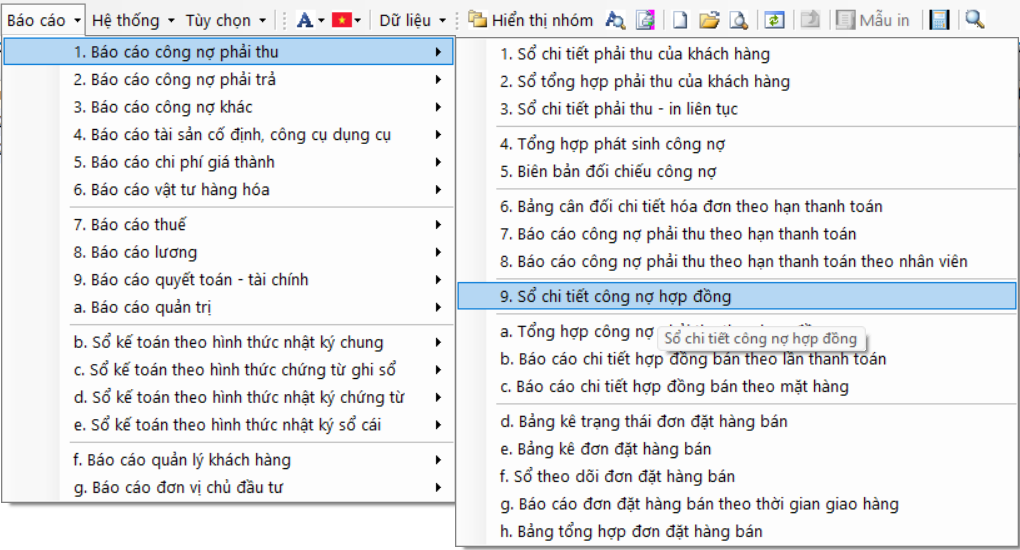 Báo cáo Hệ thống Tùy chọn A Dữ liệu Hiển thị nhóm Mẫu in
1. Báo cáo công nợ phải thu
2. Báo cáo công nợ phải trả
3. Báo cáo công nợ khác
4. Báo cáo tài sản cố định, công cụ dụng cụ
5. Báo cáo chi phí giá thành
6. Báo cáo vật tư hàng hóa
7. Báo cáo thuế
8. Báo cáo lương
9. Báo cáo quyết toán - tài chính
a. Báo cáo quản trị
b. Sổ kế toán theo hình thức nhật ký chung
c. Sổ kế toán theo hình thức chứng từ ghi sổ
d. Sổ kế toán theo hình thức nhật ký chứng từ
e. Sổ kế toán theo hình thức nhật ký sổ cái
f. Báo cáo quản lý khách hàng
g. Báo cáo đơn vị chủ đầu tư
1. Sổ chi tiết phải thu của khách hàng
2. Sổ tổng hợp phải thu của khách hàng
3. Sổ chi tiết phải thu - in liên tục
4. Tổng hợp phát sinh công nợ
5. Biên bản đối chiếu công nợ
6. Bảng cân đối chi tiết hóa đơn theo hạn thanh toán
7. Báo cáo công nợ phải thu theo hạn thanh toán
8. Báo cáo công nợ phải thu theo hạn thanh toán theo nhân viên
9. Sổ chi tiết công nợ hợp đồng
a. Tổng hợp công nợ
Sổ chi tiết công nợ hợp đồng
b. Báo cáo chi tiết hợp đồng bán theo lần thanh toán
c. Báo cáo chi tiết hợp đồng bán theo mặt hàng
d. Bảng kê trạng thái đơn đặt hàng bán
e. Bảng kê đơn đặt hàng bán
f. Sổ theo dõi đơn đặt hàng bán
g. Báo cáo đơn đặt hàng bán theo thời gian giao hàng
h. Bảng tổng hợp đơn đặt hàng bán